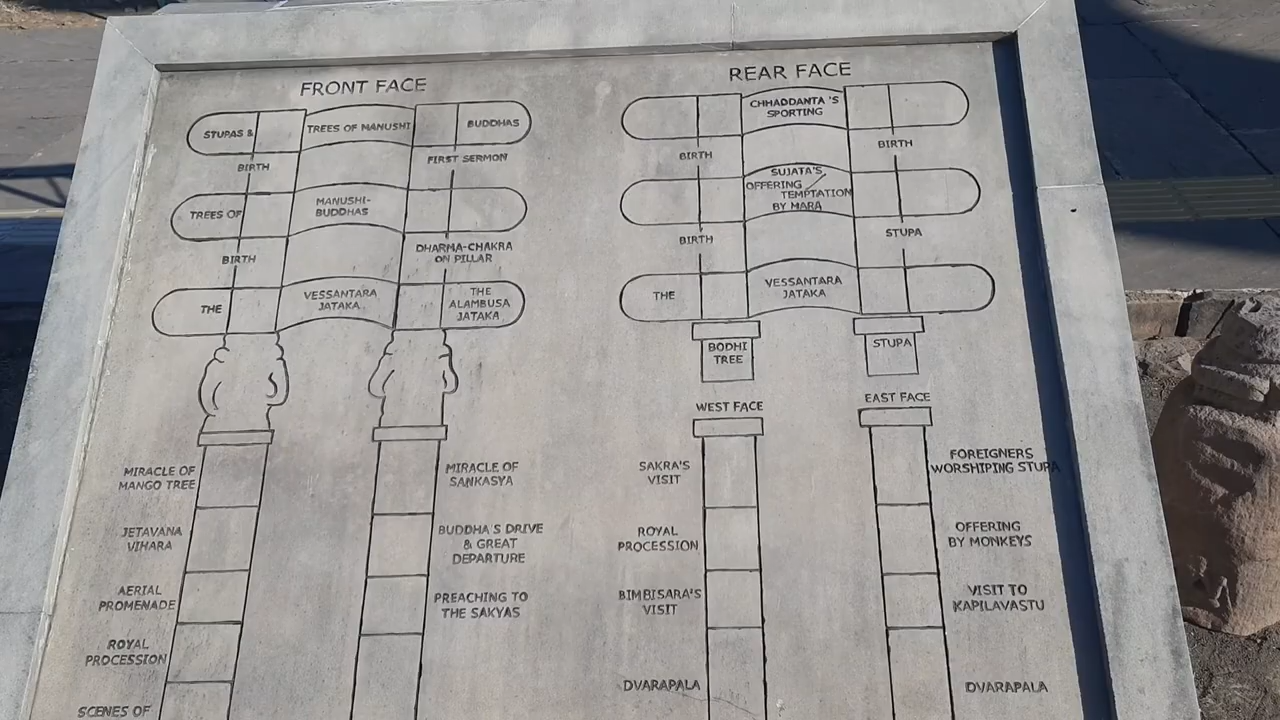 FRONT FACE
STUPAS &
TREES OF MANUSHI
BUDDHAS
BIRTH
FIRST SERMON
TREES OF
MANUSHI-
BUDDHAS
BIRTH
DHARMA-CHAKRA
ON PILLAR
THE
VESSANTARA
JATAKA
THE
ALAMBUSA
JATAKA
MIRACLE OF
MANGO TREE
MIRACLE OF
SANKASYA
JETAVANA
VIHARA
BUDDHA'S DRIVE
& GREAT
DEPARTURE
AERIAL
PROMENADE
PREACHING TO
THE SAKYAS
ROYAL
PROCESSION
SCENES OF
REAR FACE
CHHADDANTA'S
SPORTING
BIRTH
BIRTH
SUJATA'S
OFFERING
TEMPTATION
BY MARA
BIRTH
STUPA
THE
VESSANTARA
JATAKA
BODHI
TREE
STUPA
WEST FACE
EAST FACE
SAKRA'S
VISIT
FOREIGNERS
WORSHIPING STUPA
ROYAL
PROCESSION
OFFERING
BY MONKEYS
BIMBISARA'S
VISIT
VISIT TO
KAPILAVASTU
DVARAPALA
DVARAPALA